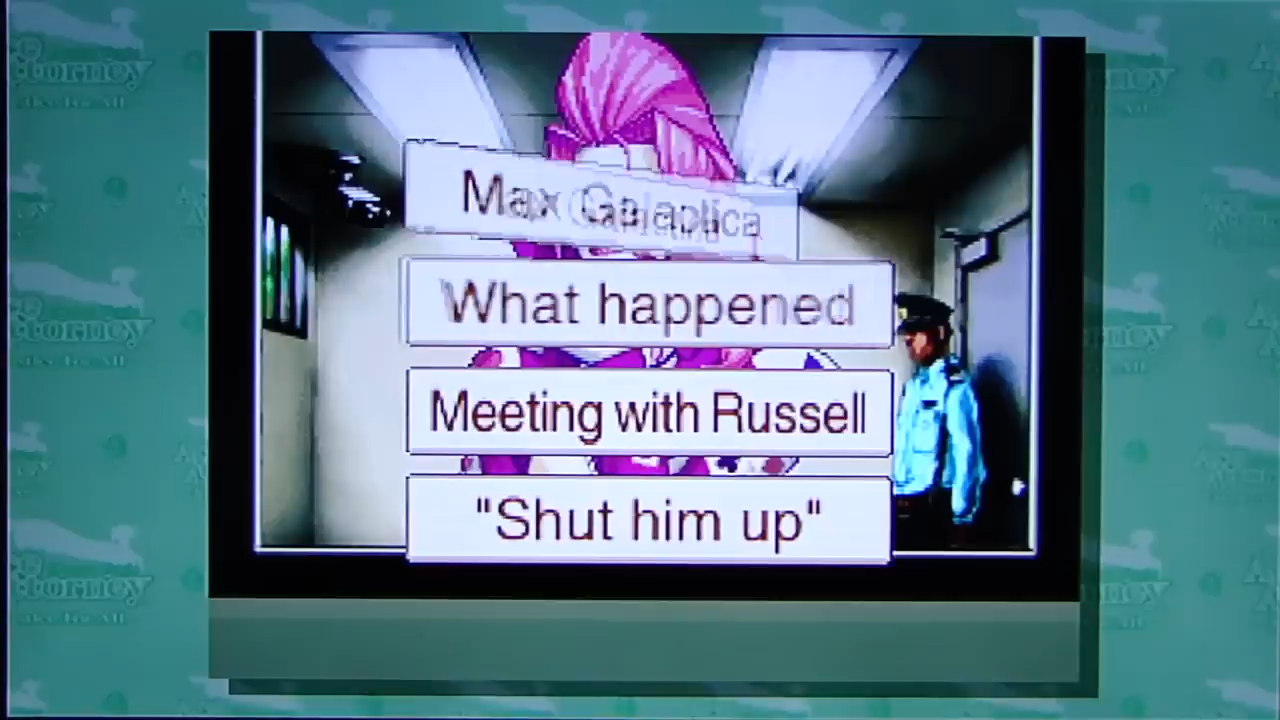 Max Galactica
What happened
Meeting with Russell
"Shut him up"